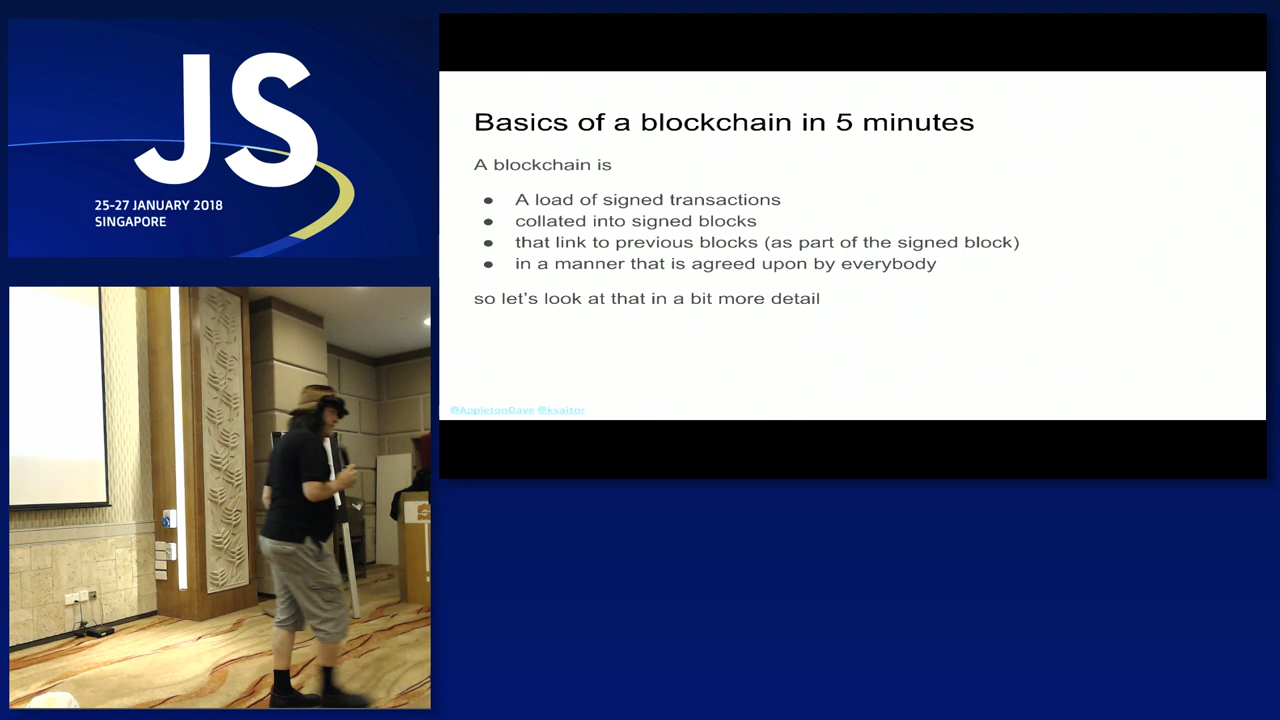 JS
25-27 JANUARY 2018
SINGAPORE
Basics of a blockchain in 5 minutes
A blockchain is
● A load of signed transactions
● collated into signed blocks
● that link to previous blocks (as part of the signed block)
● in a manner that is agreed upon by everybody
so let's look at that in a bit more detail
@AppletonDave @ksaitor